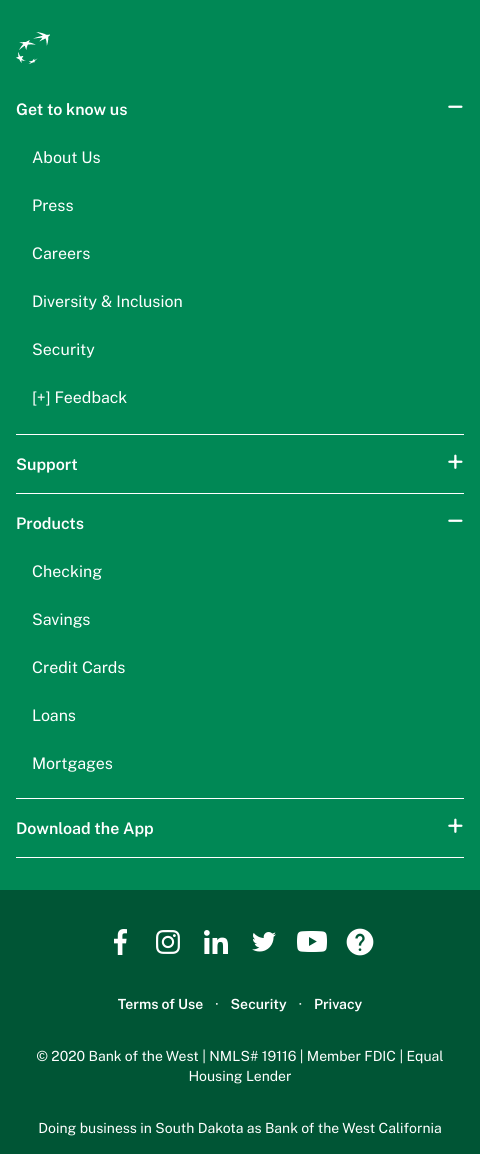 Get to know us
About Us
Press
Careers
Diversity & Inclusion
Security
[+] Feedback
Support
Products
Checking
Savings
Credit Cards
Loans
Mortgages
Download the App
Terms of Use · Security · Privacy
© 2020 Bank of the West | NMLS# 19116 | Member FDIC | Equal
Housing Lender
Doing business in South Dakota as Bank of the West California